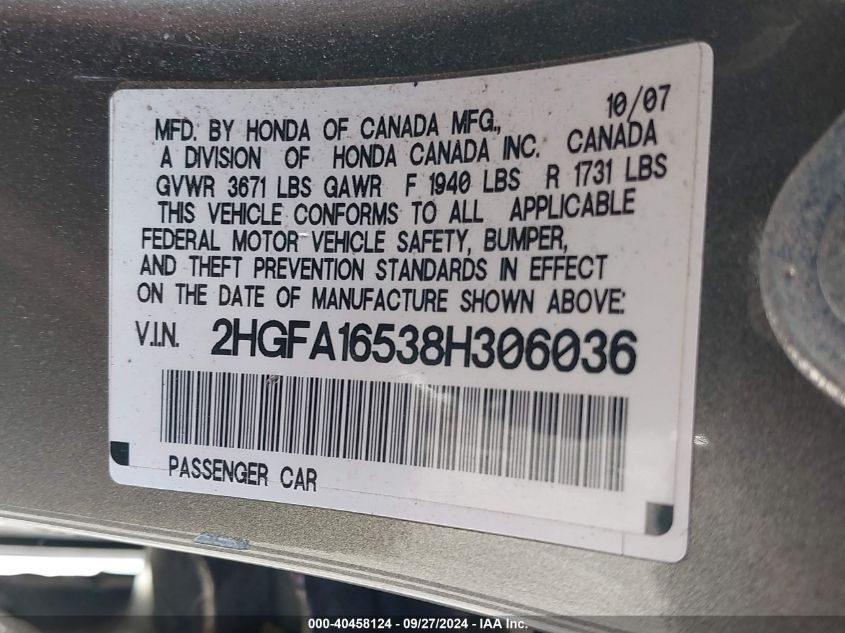 10/07
MFD. BY HONDA OF CANADA MFG.,
A DIVISION OF HONDA CANADA INC. CANADA
GVWR 3671 LBS GAWR F 1940 LBS R 1731 LBS
THIS VEHICLE CONFORMS TO ALL APPLICABLE
FEDERAL MOTOR VEHICLE SAFETY, BUMPER,
AND THEFT PREVENTION STANDARDS IN EFFECT
ON THE DATE OF MANUFACTURE SHOWN ABOVE:
V.I.N. 2HGFA16538H306036
PASSENGER CAR
000-40458124 - 09/27/2024 - IAA Inc.